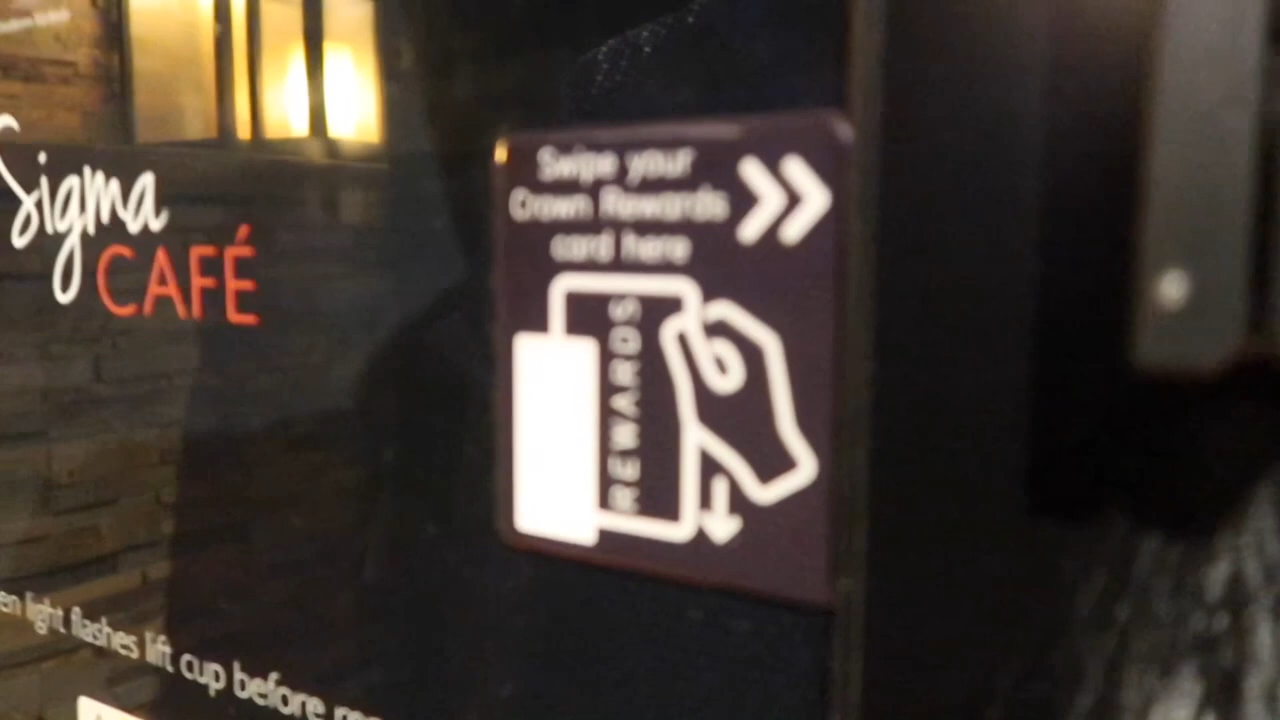 Sigma
CAFÉ
Swipe your
Crown Rewards
card here
REWARDS
light flashes lift cup before